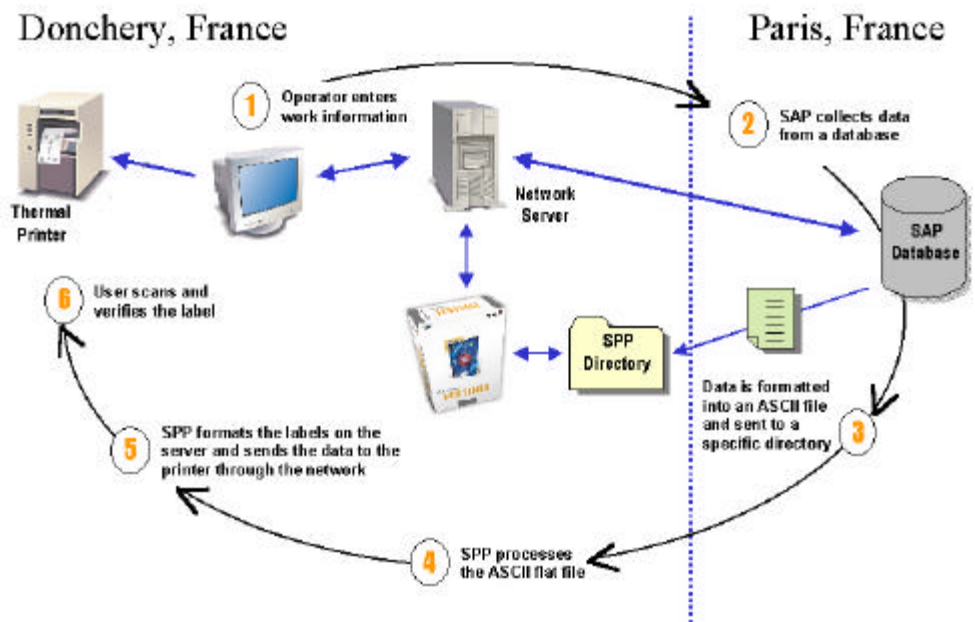 Donchery, France
Paris, France
1
Operator enters
work information
2
SAP collects data
from a database
Thermal
Printer
Network
Server
SAP
Database
6
User scans and
verifies the label
SPP
Directory
Data is formatted
into an ASCII file
and sent to a
specific directory
3
5
SPP formats the labels on the
server and sends the data to the
printer through the network
4
SPP processes
the ASCII flat file